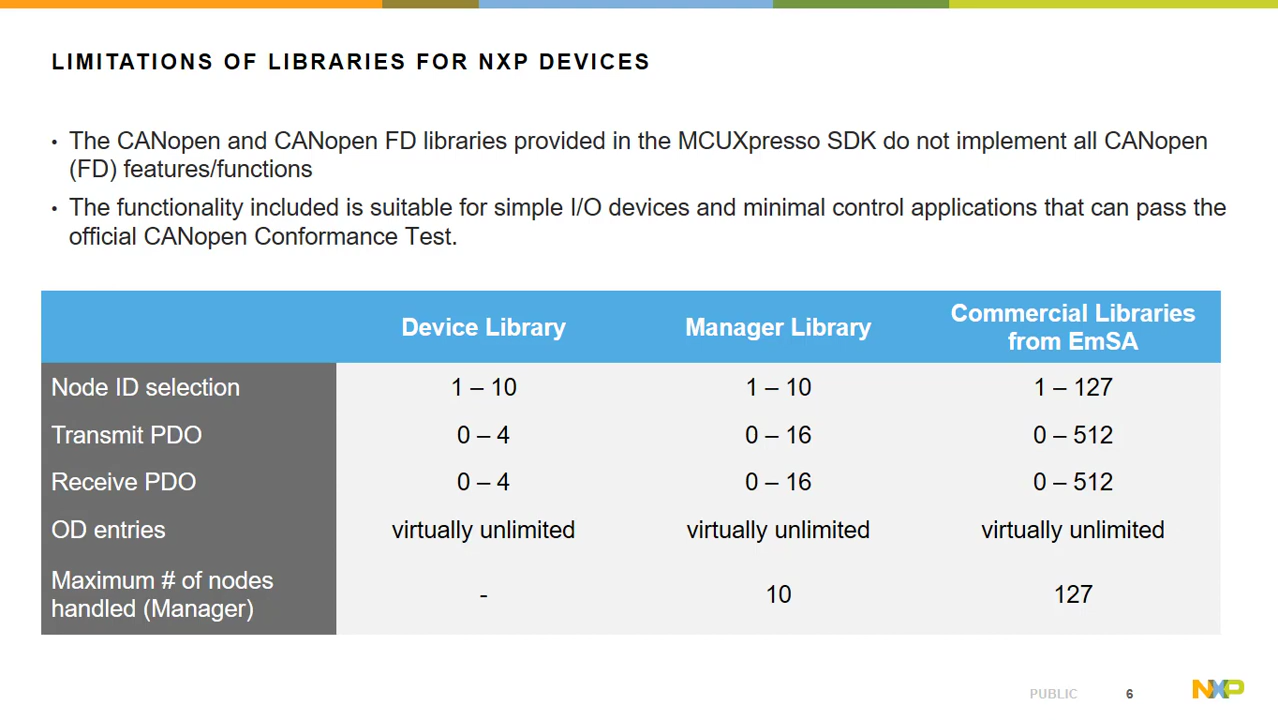 LIMITATIONS OF LIBRARIES FOR NXP DEVICES
• The CANopen and CANopen FD libraries provided in the MCUXpresso SDK do not implement all CANopen
(FD) features/functions
• The functionality included is suitable for simple I/O devices and minimal control applications that can pass the
official CANopen Conformance Test.
Device Library Manager Library Commercial Libraries
from EmSA
Node ID selection 1 – 10 1 – 10 1 – 127
Transmit PDO 0 – 4 0 – 16 0 – 512
Receive PDO 0 – 4 0 – 16 0 – 512
OD entries virtually unlimited virtually unlimited virtually unlimited
Maximum # of nodes
handled (Manager) - 10 127
PUBLIC 6 NXP